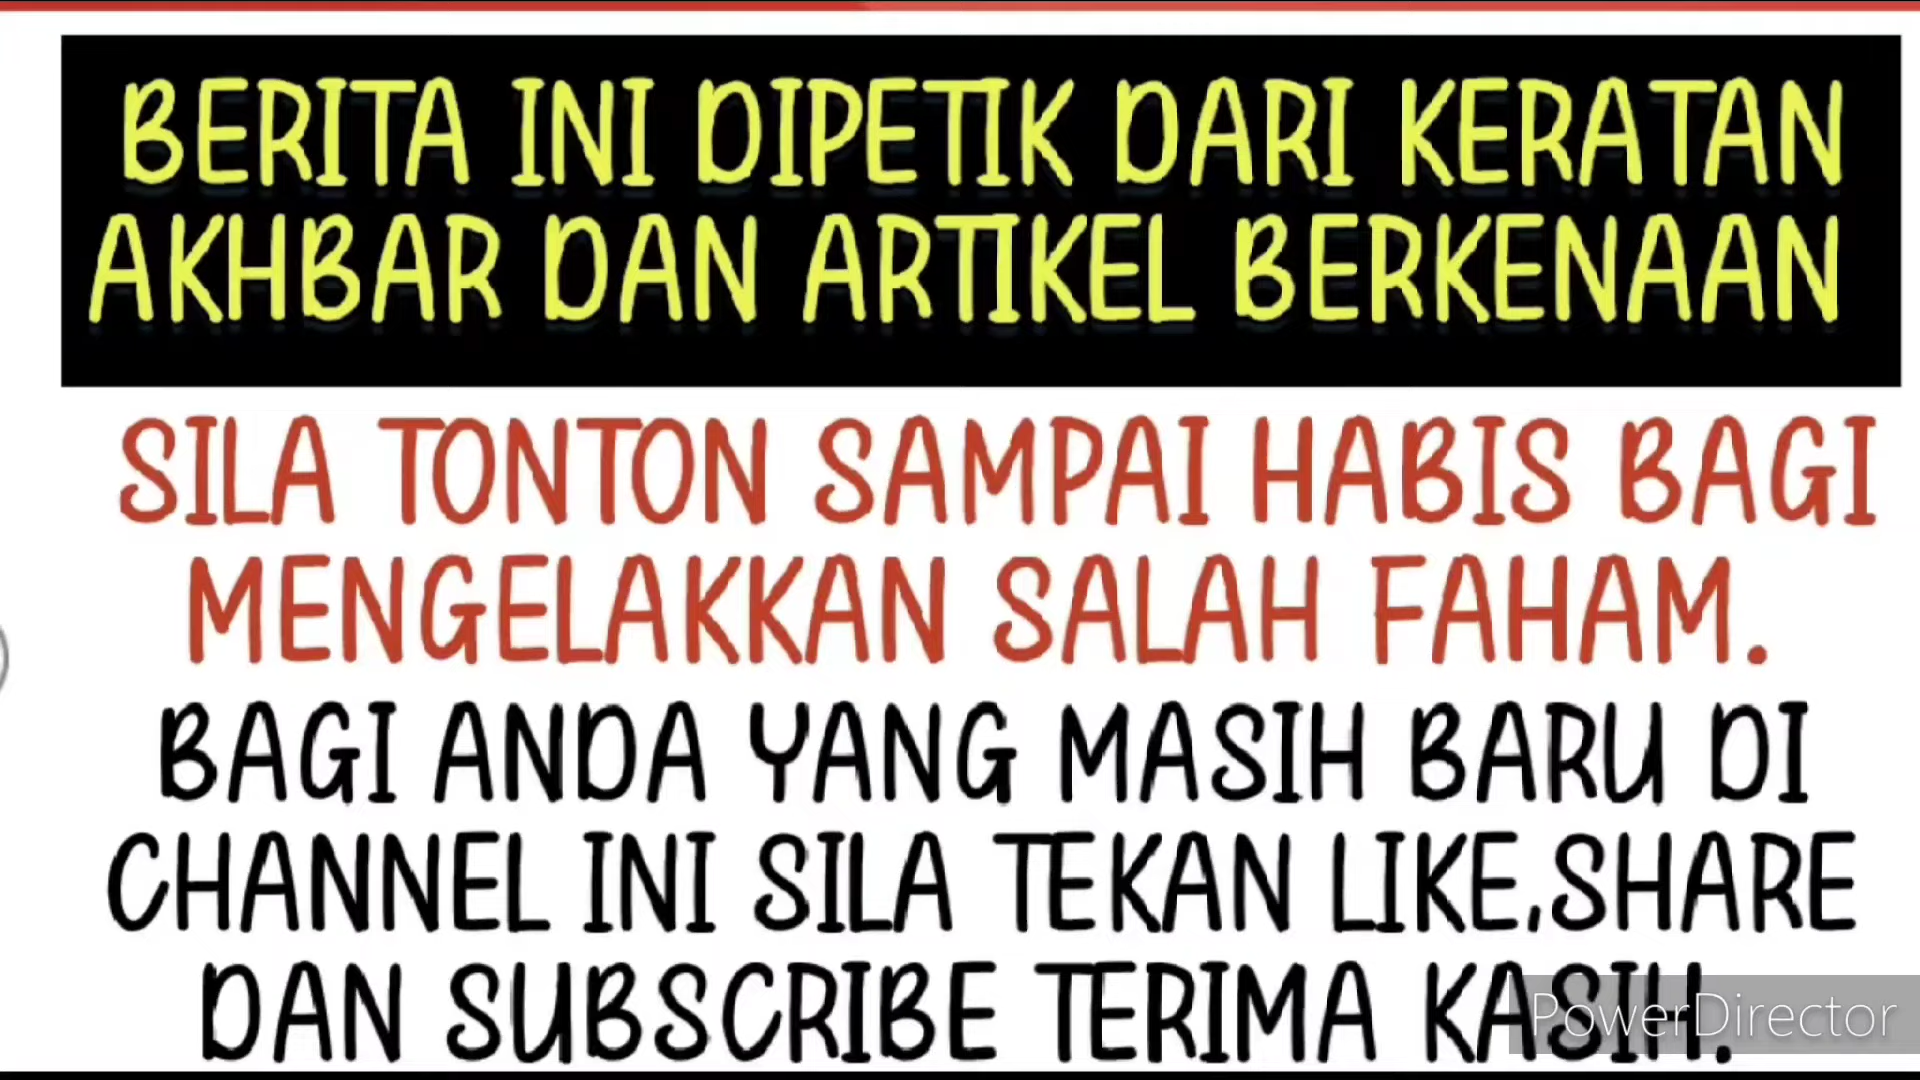 BERITA INI DIPETIK DARI KERATAN
AKHBAR DAN ARTIKEL BERKENAAN
SILA TONTON SAMPAI HABIS BAGI
MENGELAKKAN SALAH FAHAM.
BAGI ANDA YANG MASIH BARU DI
CHANNEL INI SILA TEKAN LIKE,SHARE
DAN SUBSCRIBE TERIMA KASIH.
PowerDirector